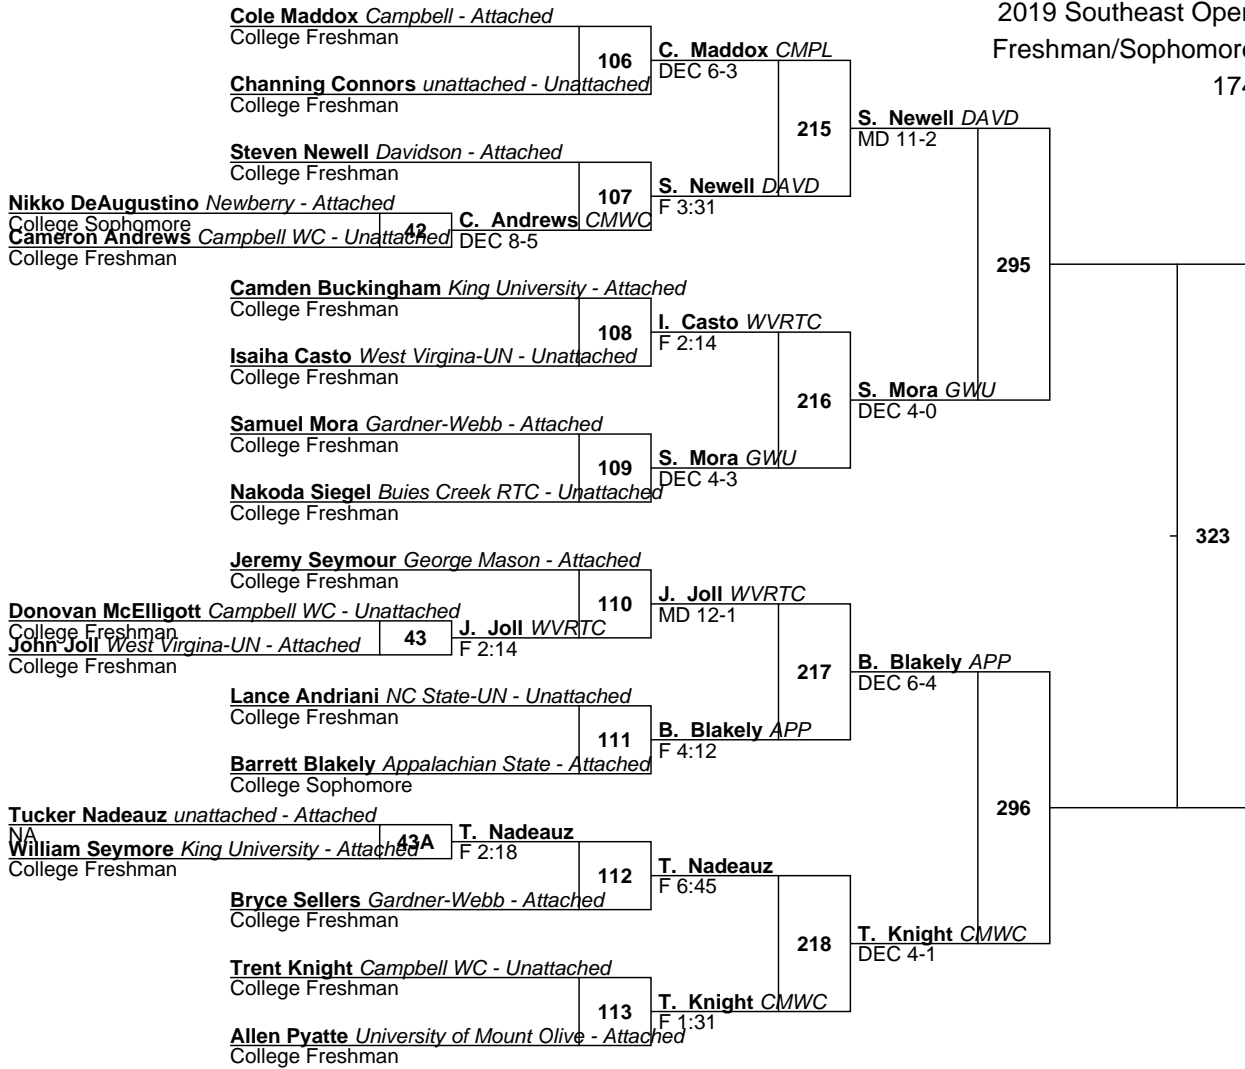 2019 Southeast Open
Freshman/Sophomore
174
Cole Maddox Campbell - Attached
College Freshman
106
C. Maddox CMPL
DEC 6-3
Channing Connors unattached - Unattached
College Freshman
215
S. Newell DAVD
MD 11-2
Steven Newell Davidson - Attached
College Freshman
107
S. Newell DAVD
F 3:31
Nikko DeAugustino Newberry - Attached
College Sophomore
42
C. Andrews CMWC
DEC 8-5
Cameron Andrews Campbell WC - Unattached
College Freshman
295
Camden Buckingham King University - Attached
College Freshman
108
I. Casto WVRTC
F 2:14
Isaiha Casto West Virgina-UN - Unattached
College Freshman
216
S. Mora GWU
DEC 4-0
Samuel Mora Gardner-Webb - Attached
College Freshman
109
S. Mora GWU
DEC 4-3
Nakoda Siegel Buies Creek RTC - Unattached
College Freshman
323
Jeremy Seymour George Mason - Attached
College Freshman
110
J. Joll WVRTC
MD 12-1
Donovan McElligott Campbell WC - Unattached
College Freshman
43
J. Joll WVRTC
F 2:14
John Joll West Virgina-UN - Attached
College Freshman
217
B. Blakely APP
DEC 6-4
Lance Andriani NC State-UN - Unattached
College Freshman
111
B. Blakely APP
F 4:12
Barrett Blakely Appalachian State - Attached
College Sophomore
296
Tucker Nadeauz unattached - Attached
NA
43A
T. Nadeauz
F 2:18
William Seymore King University - Attached
College Freshman
112
T. Nadeauz
F 6:45
Bryce Sellers Gardner-Webb - Attached
College Freshman
218
T. Knight CMWC
DEC 4-1
Trent Knight Campbell WC - Unattached
College Freshman
113
T. Knight CMWC
F 1:31
Allen Pyatte University of Mount Olive - Attached
College Freshman